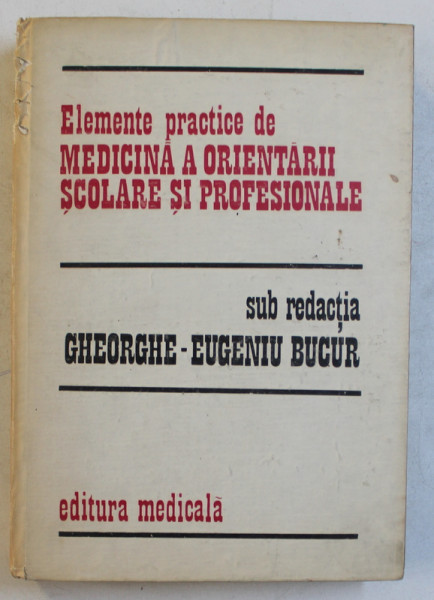 Elemente practice de
MEDICINĂ A ORIENTĂRII
ȘCOLARE ȘI PROFESIONALE
sub redacția
GHEORGHE-EUGENIU BUCUR
editura medicală